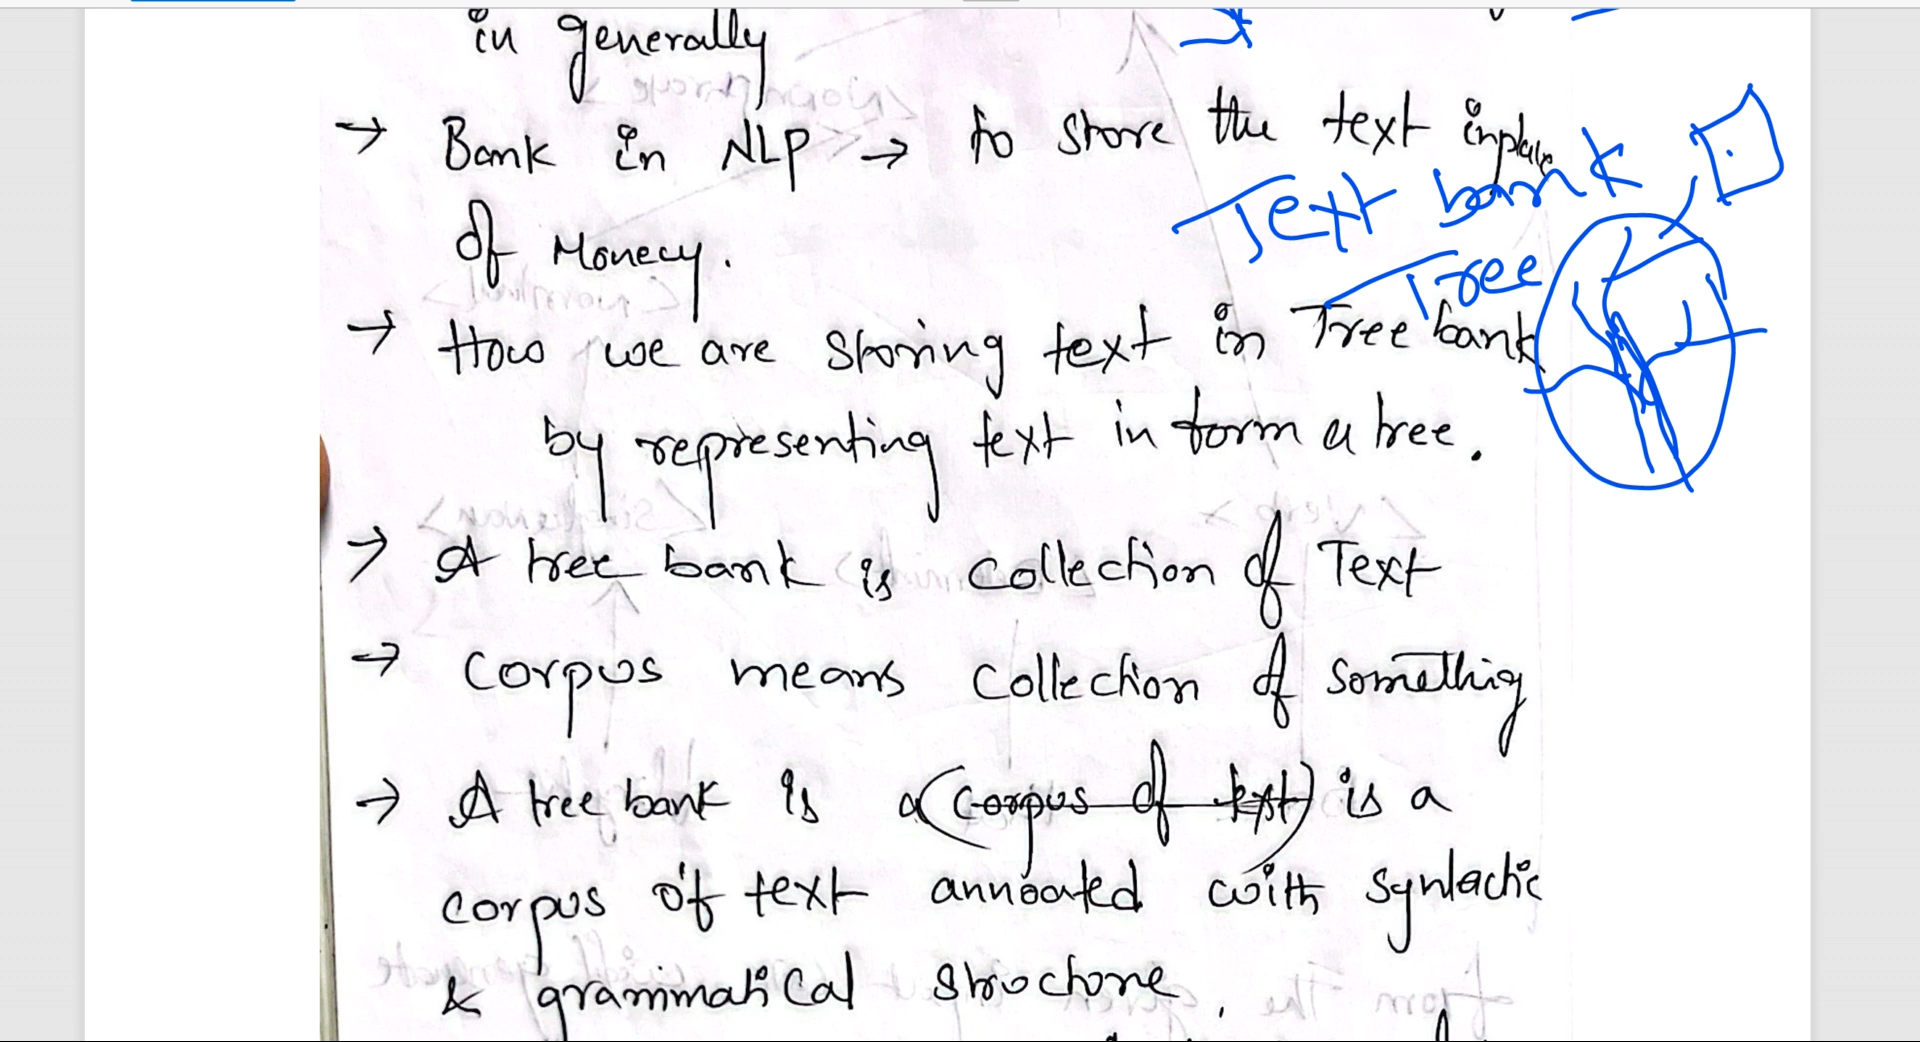 in generally
→ Bank in NLP → to store the text inplace
of Monecy.
Text bank
Tree
→ How we are storing text in Tree bank
by representing text in form a tree.
→ A tree bank is collection of Text
→ Corpus means Collection of Something
→ A tree bank is a (corpus of text) is a
corpus of text annoated with syntactic
& grammatical structore.